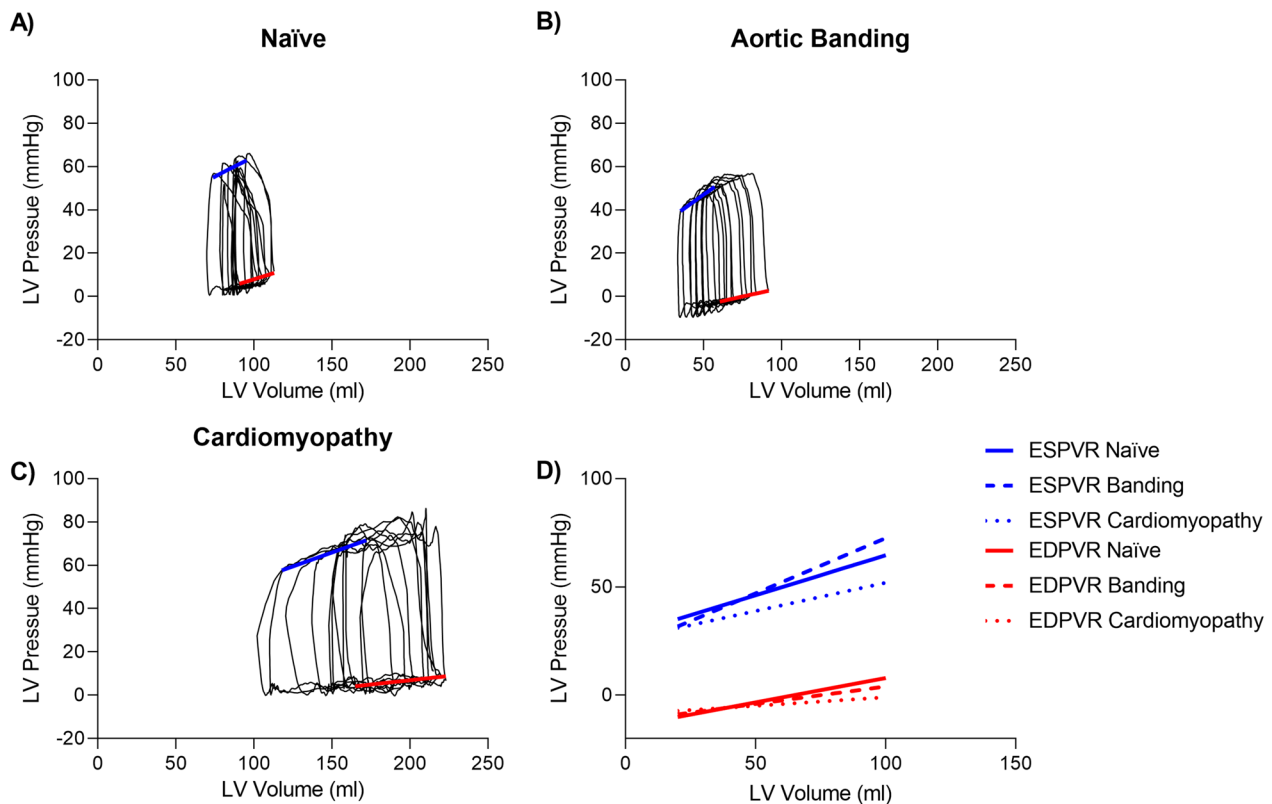 A)
Naïve
LV Pressue (mmHg)
100
80
60
40
20
0
-20
0 50 100 150 200 250
LV Volume (ml)
B)
Aortic Banding
LV Pressue (mmHg)
100
80
60
40
20
0
-20
0 50 100 150 200 250
LV Volume (ml)
C)
Cardiomyopathy
LV Pressue (mmHg)
100
80
60
40
20
0
-20
0 50 100 150 200 250
LV Volume (ml)
D)
LV Pressue (mmHg)
100
50
0
0 50 100 150
LV Volume (ml)
ESPVR Naïve
ESPVR Banding
ESPVR Cardiomyopathy
EDPVR Naïve
EDPVR Banding
EDPVR Cardiomyopathy